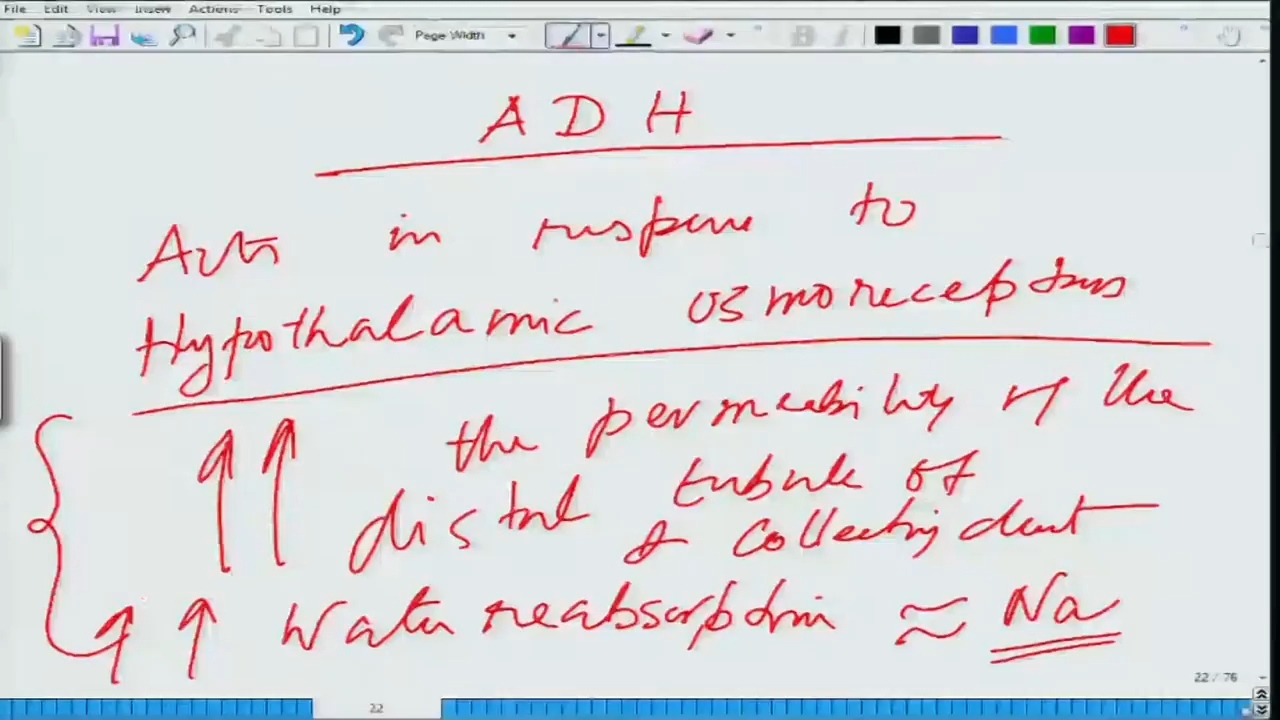 File Edit View Insert Actions Tools Help
Page Width
A D H
Acts in response to
Hypothalamic osmoreceptors
↑ ↑ the permeability of the
distal tubule of
& collecting duct
↑ ↑ Water reabsorption ≈ Na
22 / 76
22